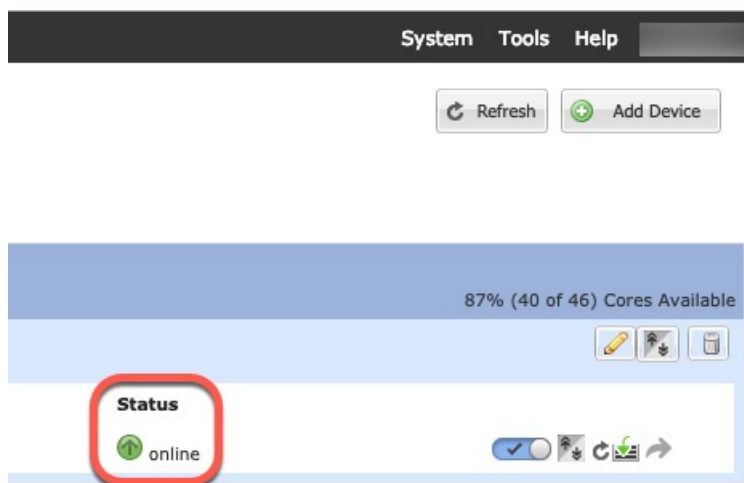 System Tools Help
Refresh Add Device
87% (40 of 46) Cores Available
Status
online